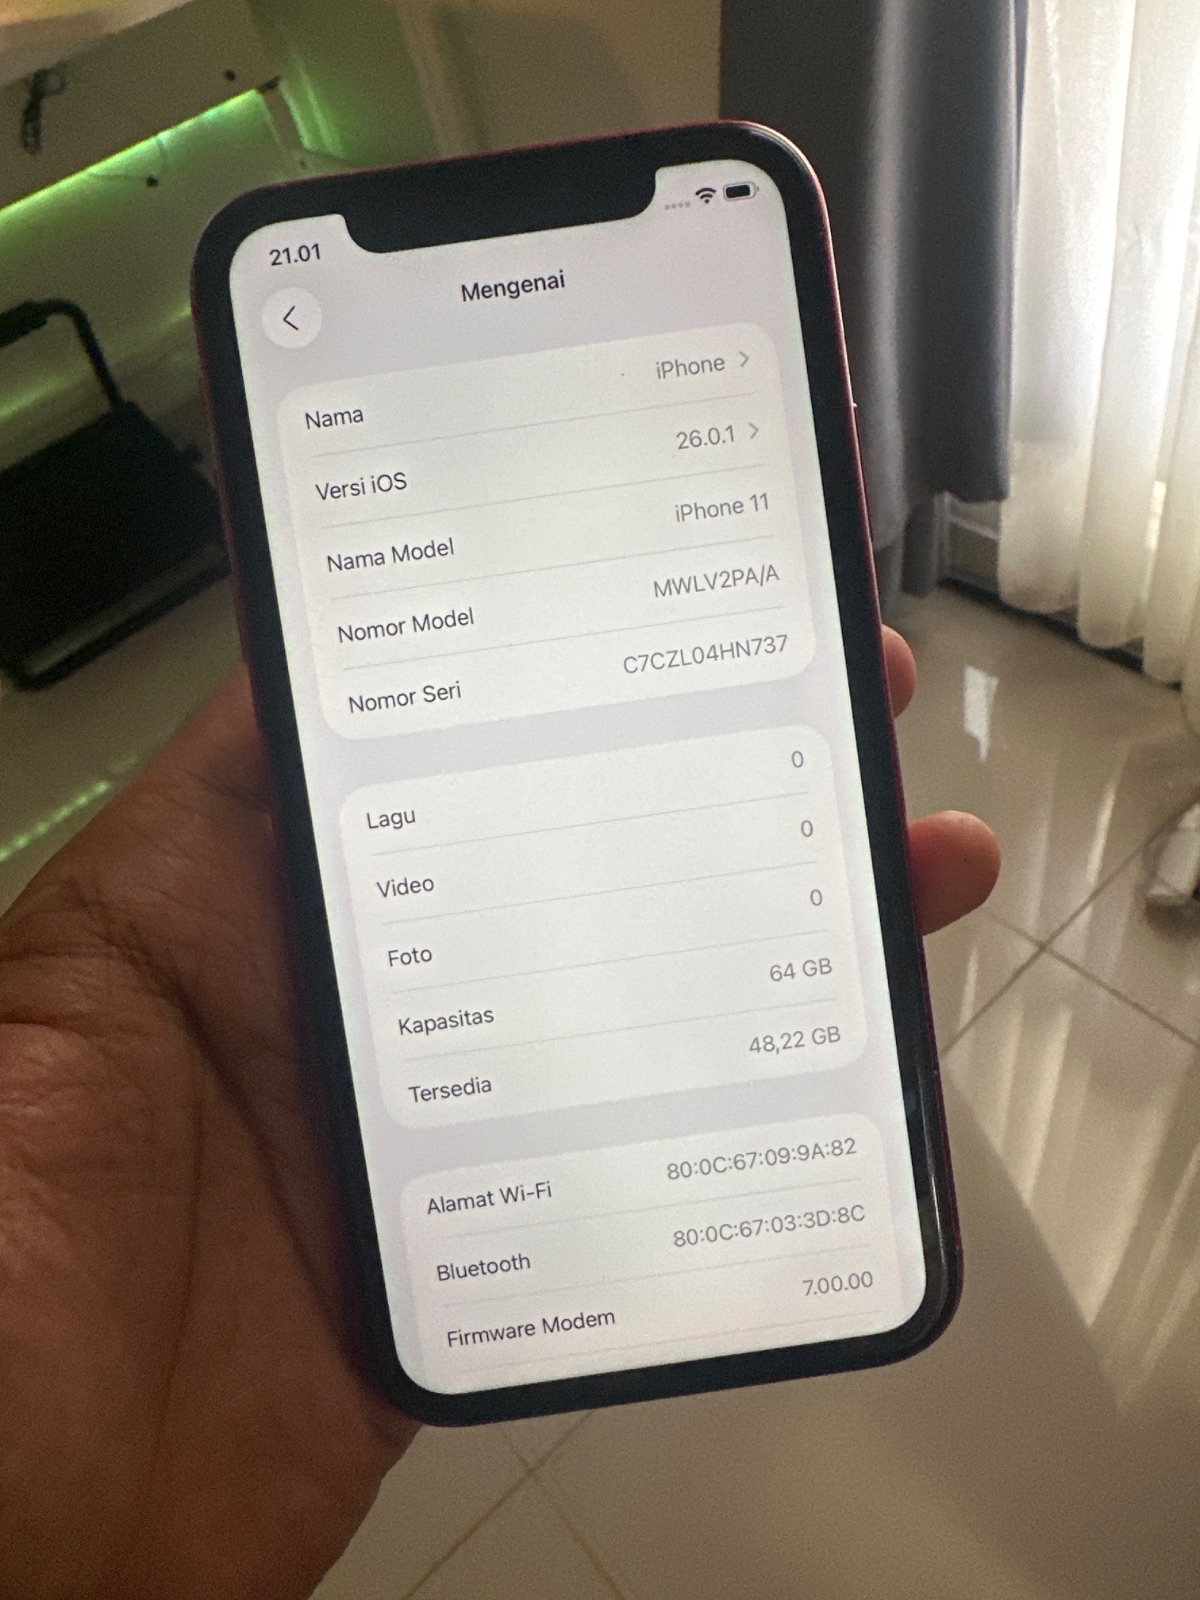 21.01
Mengenai
Nama iPhone
Versi iOS 26.0.1
Nama Model iPhone 11
Nomor Model MWLV2PA/A
Nomor Seri C7CZL04HN737
Lagu 0
Video 0
Foto 0
Kapasitas 64 GB
Tersedia 48,22 GB
Alamat Wi-Fi 80:0C:67:09:9A:82
Bluetooth 80:0C:67:03:3D:8C
Firmware Modem 7.00.00